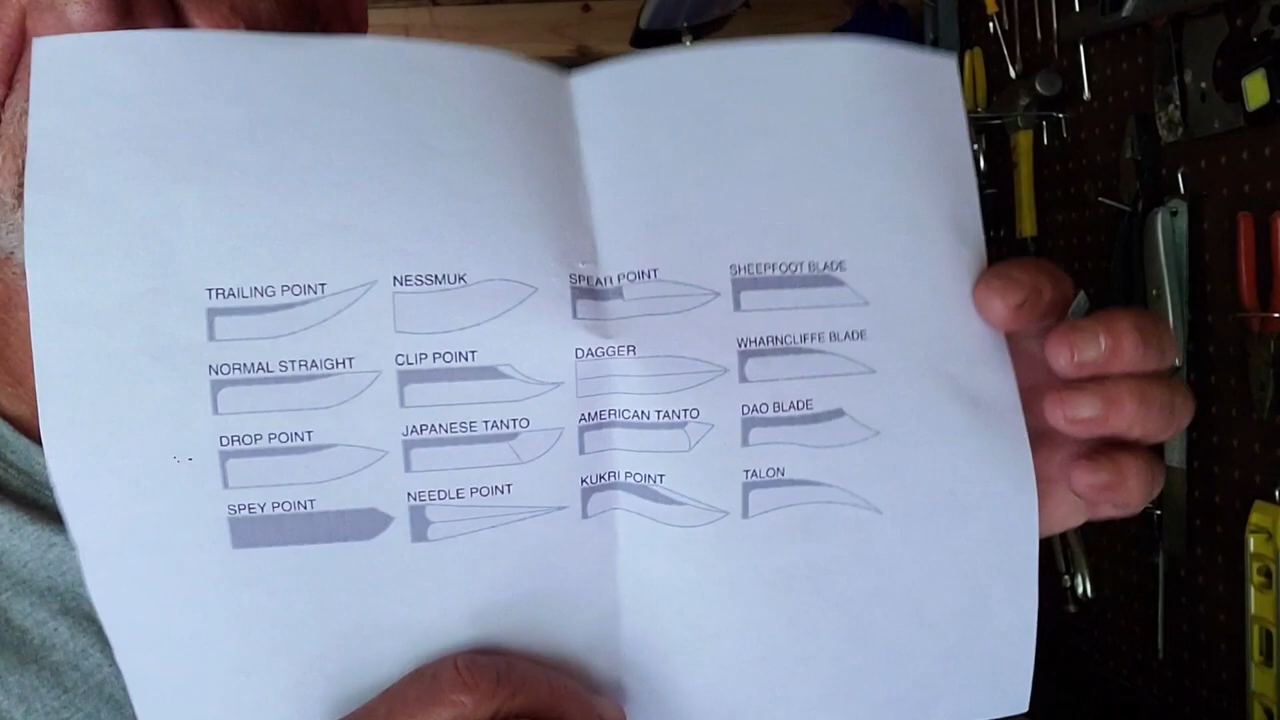 TRAILING POINT
NESSMUK
SPEAR POINT
SHEEPFOOT BLADE
NORMAL STRAIGHT
CLIP POINT
DAGGER
WHARNCLIFFE BLADE
DROP POINT
JAPANESE TANTO
AMERICAN TANTO
DAO BLADE
SPEY POINT
NEEDLE POINT
KUKRI POINT
TALON